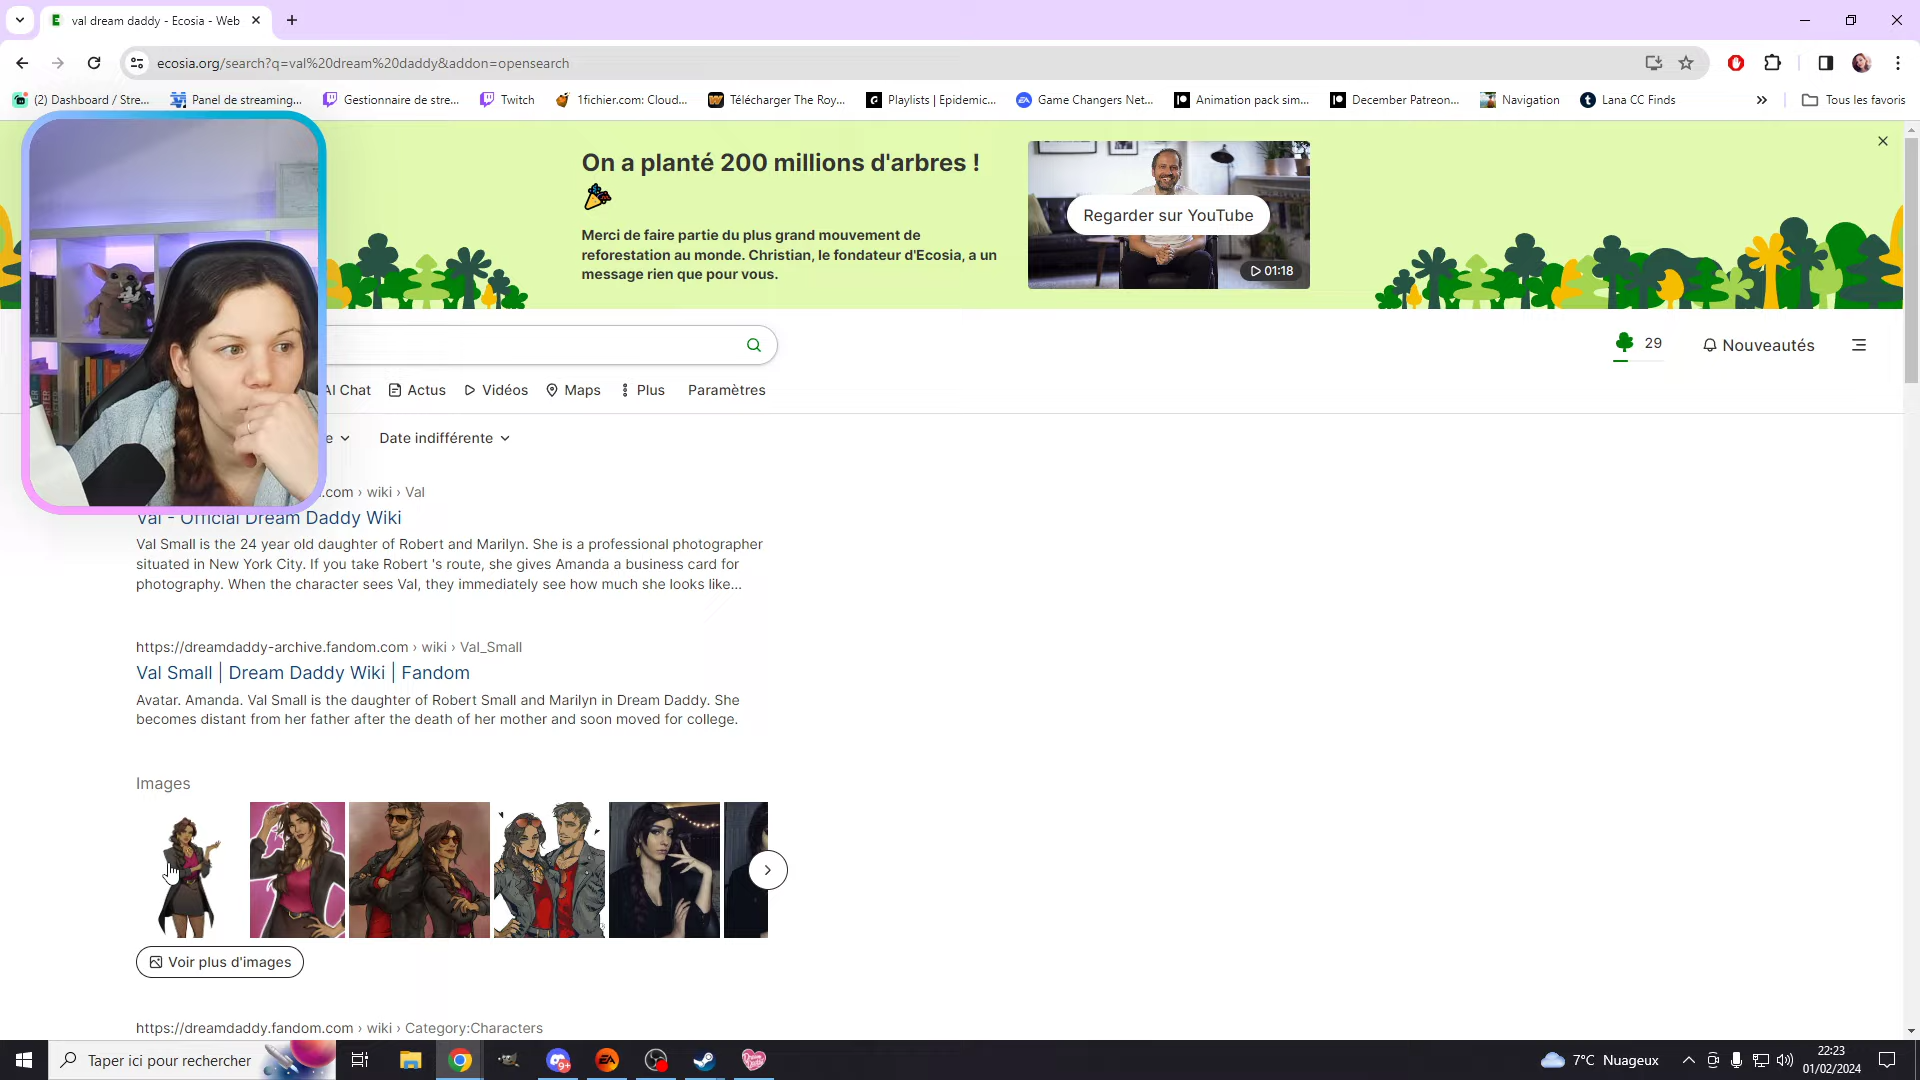 val dream daddy - Ecosia - Web
ecosia.org/search?q=val%20dream%20daddy&addon=opensearch
(2) Dashboard / Stre...
Panel de streaming...
Gestionnaire de stre...
Twitch
1fichier.com: Cloud...
Télécharger The Roy...
Playlists | Epidemic...
Game Changers Net...
Animation pack sim...
December Patreon...
Navigation
Lana CC Finds
Tous les favoris
On a planté 200 millions d'arbres !
Merci de faire partie du plus grand mouvement de
reforestation au monde. Christian, le fondateur d'Ecosia, a un
message rien que pour vous.
Regarder sur YouTube
01:18
29
Nouveautés
AI Chat
Actus
Vidéos
Maps
Plus
Paramètres
e
Date indifférente
.com › wiki › Val
Val - Official Dream Daddy Wiki
Val Small is the 24 year old daughter of Robert and Marilyn. She is a professional photographer
situated in New York City. If you take Robert 's route, she gives Amanda a business card for
photography. When the character sees Val, they immediately see how much she looks like...
https://dreamdaddy-archive.fandom.com › wiki › Val_Small
Val Small | Dream Daddy Wiki | Fandom
Avatar. Amanda. Val Small is the daughter of Robert Small and Marilyn in Dream Daddy. She
becomes distant from her father after the death of her mother and soon moved for college.
Images
Voir plus d'images
https://dreamdaddy.fandom.com › wiki › Category:Characters
Taper ici pour rechercher
9+
EA
7°C Nuageux
22:23
01/02/2024